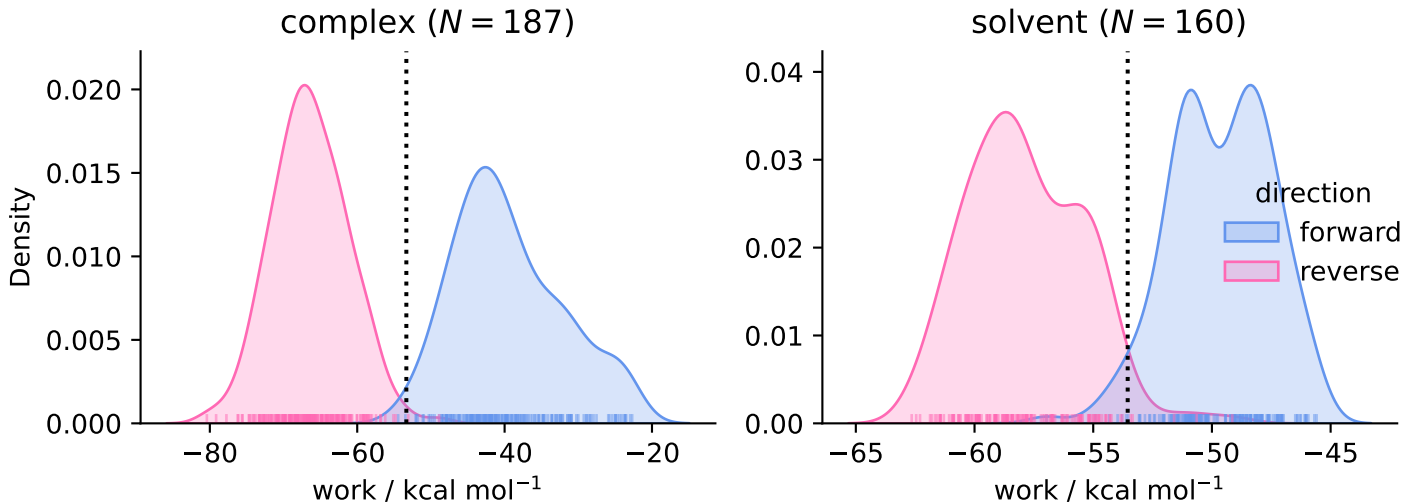 complex (N = 187)
Density
0.020
0.015
0.010
0.005
0.000
−80
−60
−40
−20
work / kcal mol⁻¹
solvent (N = 160)
0.04
0.03
0.02
0.01
0.00
−65
−60
−55
−50
−45
work / kcal mol⁻¹
direction
forward
reverse